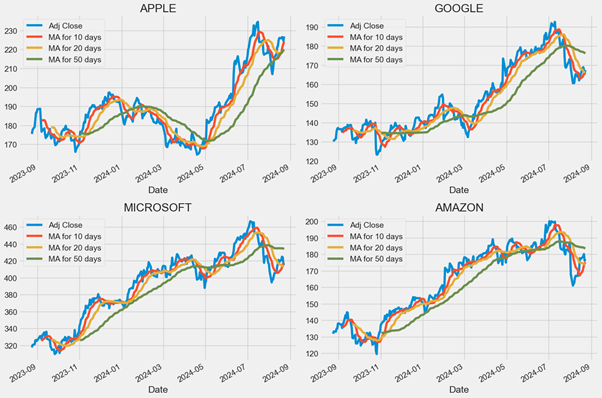 APPLE
Adj Close
MA for 10 days
MA for 20 days
MA for 50 days
230
220
210
200
190
180
170
2023-09
2023-11
2024-01
2024-03
2024-05
2024-07
2024-09
Date
GOOGLE
Adj Close
MA for 10 days
MA for 20 days
MA for 50 days
190
180
170
160
150
140
130
120
2023-09
2023-11
2024-01
2024-03
2024-05
2024-07
2024-09
Date
MICROSOFT
Adj Close
MA for 10 days
MA for 20 days
MA for 50 days
460
440
420
400
380
360
340
320
2023-09
2023-11
2024-01
2024-03
2024-05
2024-07
2024-09
Date
AMAZON
Adj Close
MA for 10 days
MA for 20 days
MA for 50 days
200
190
180
170
160
150
140
130
120
2023-09
2023-11
2024-01
2024-03
2024-05
2024-07
2024-09
Date